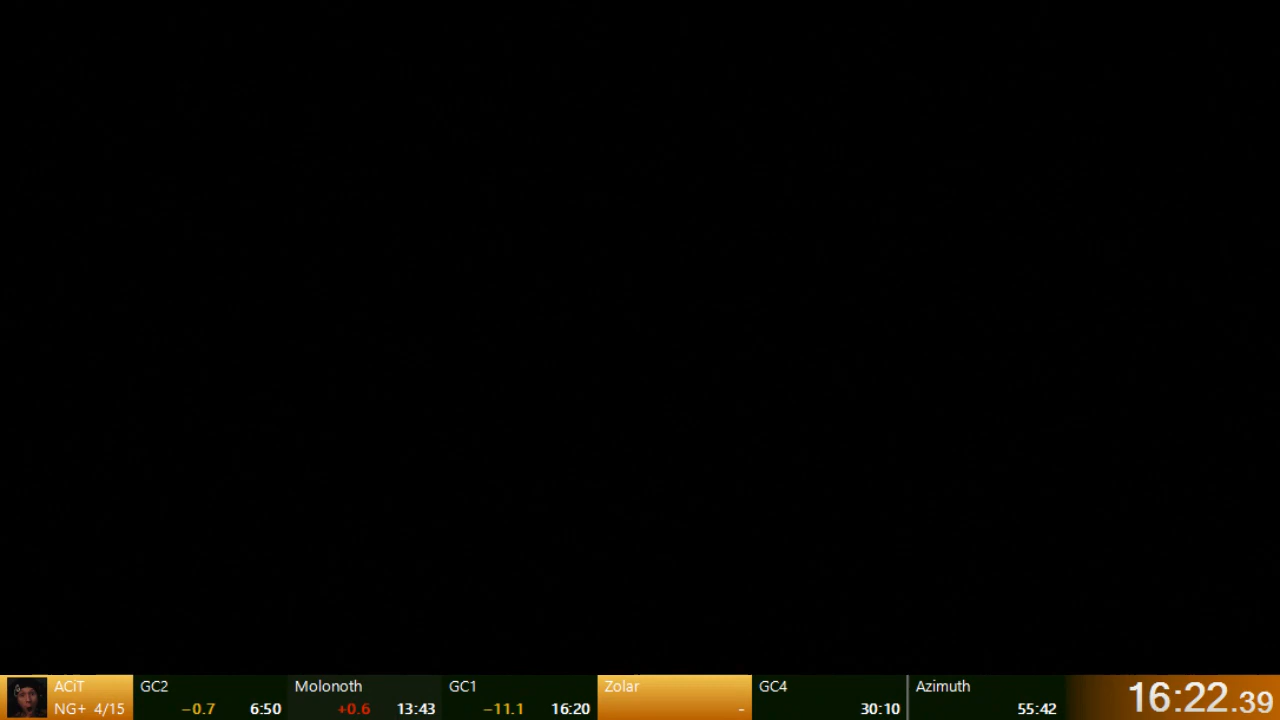 ACiT
NG+ 4/15
GC2
−0.7 6:50
Molonoth
+0.6 13:43
GC1
−11.1 16:20
Zolar
-
GC4
30:10
Azimuth
55:42
16:22.39